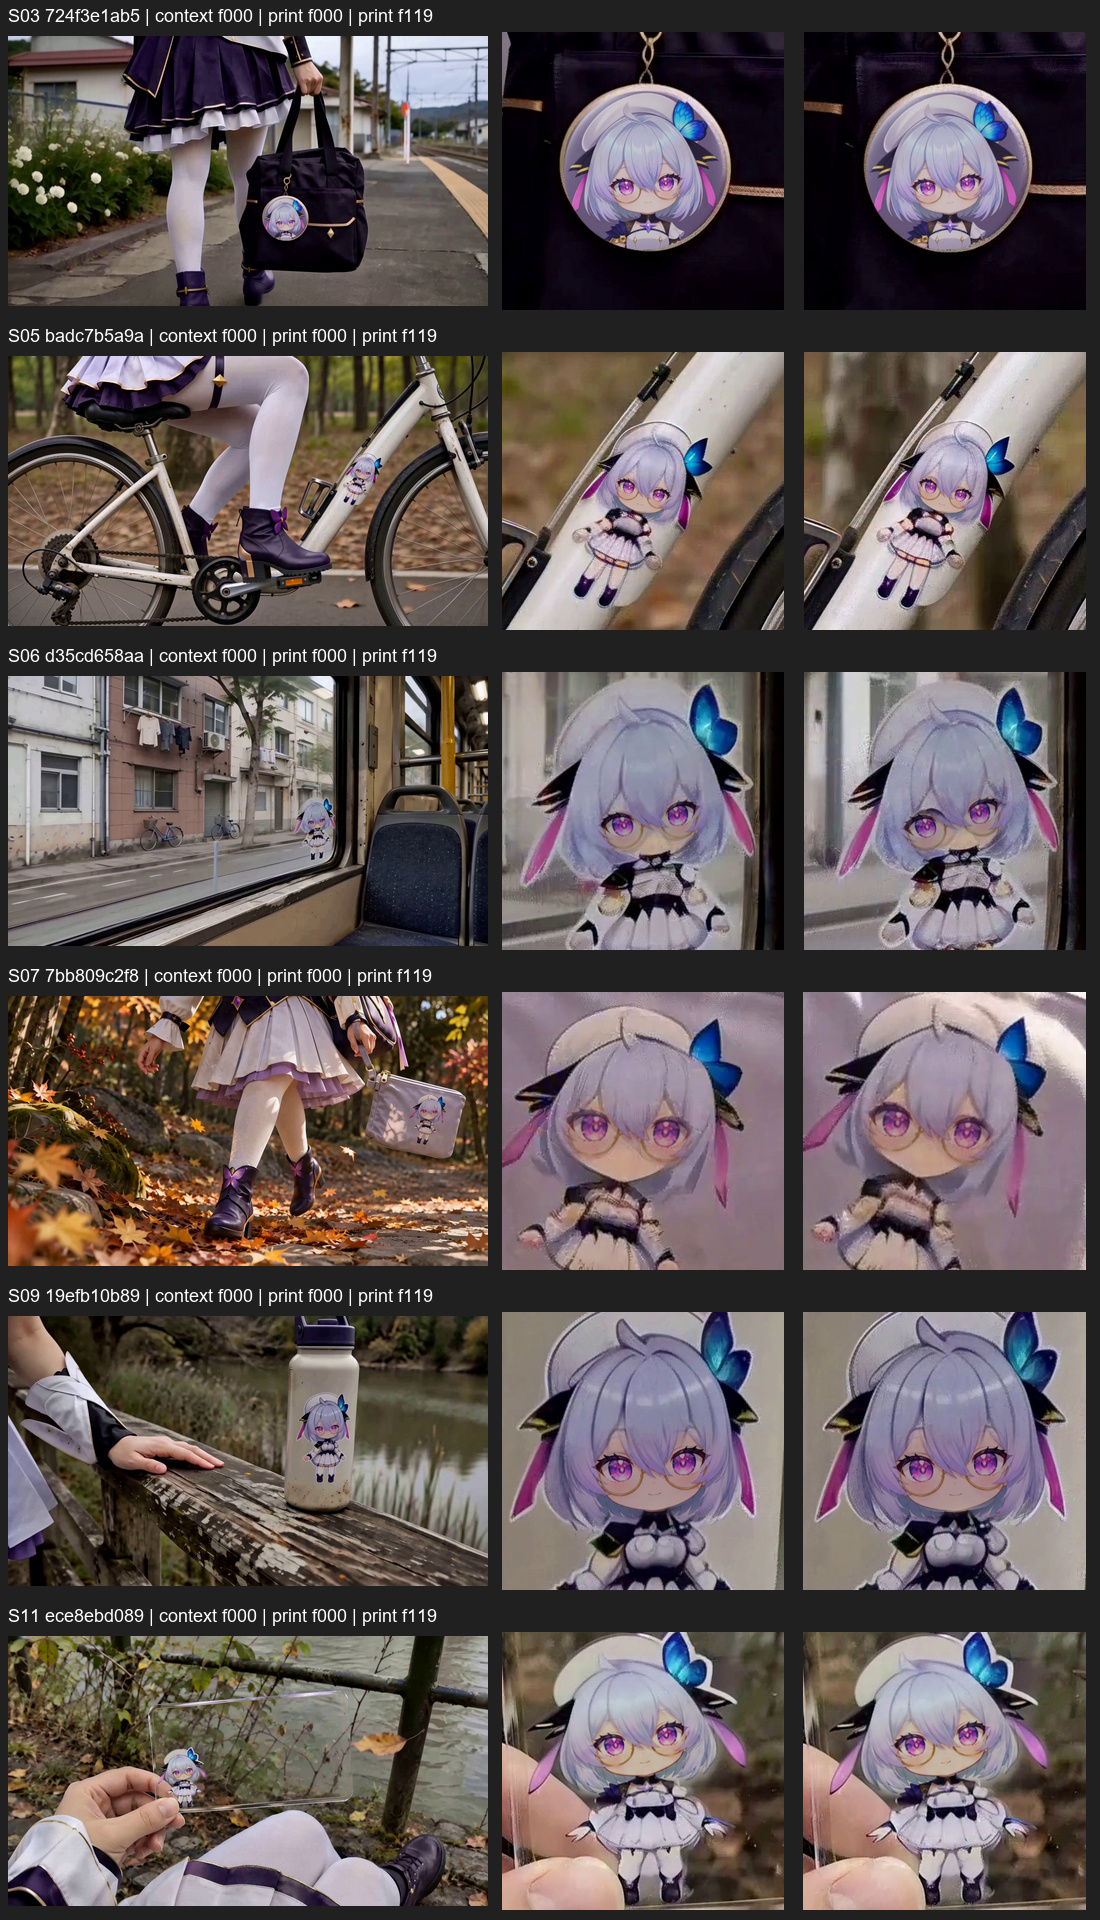 S03 724f3e1ab5 | context f000 | print f000 | print f119
S05 badc7b5a9a | context f000 | print f000 | print f119
S06 d35cd658aa | context f000 | print f000 | print f119
S07 7bb809c2f8 | context f000 | print f000 | print f119
S09 19efb10b89 | context f000 | print f000 | print f119
S11 ece8ebd089 | context f000 | print f000 | print f119